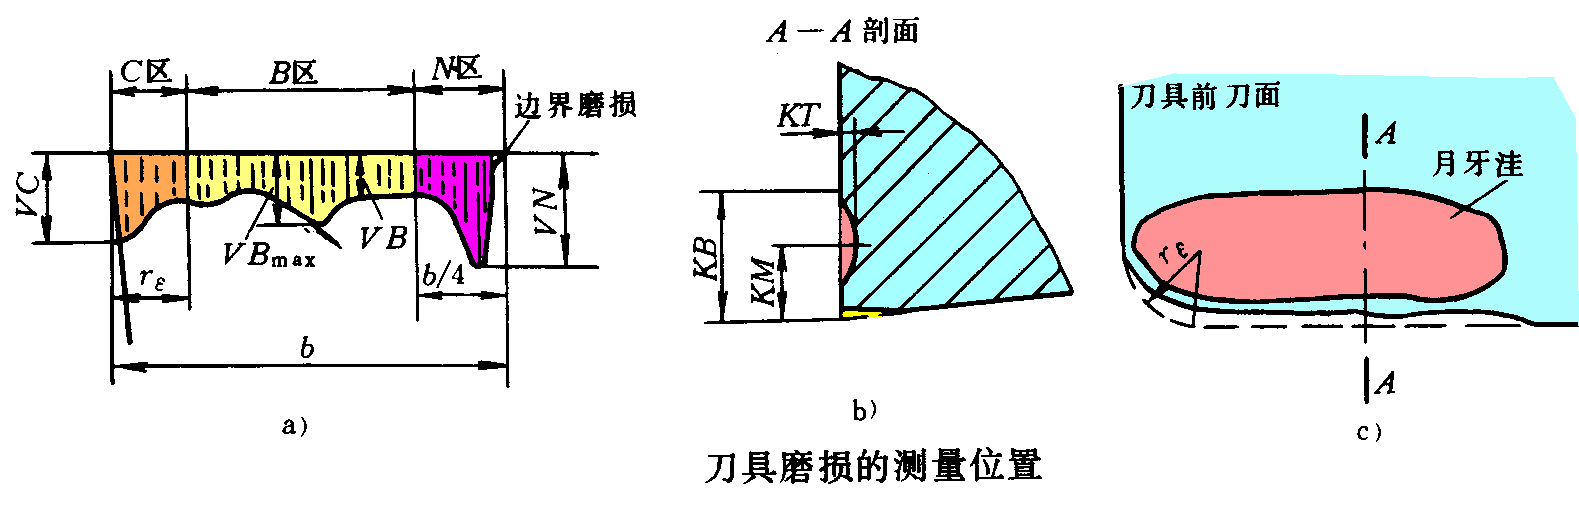 C区 B区 N区
边界磨损
VC
VB max
VB
VN
rε
b/4
b
a)
A — A 剖面
KT
KB
KM
b)
刀具前刀面
A
月牙洼
rε
A
c)
刀具磨损的测量位置